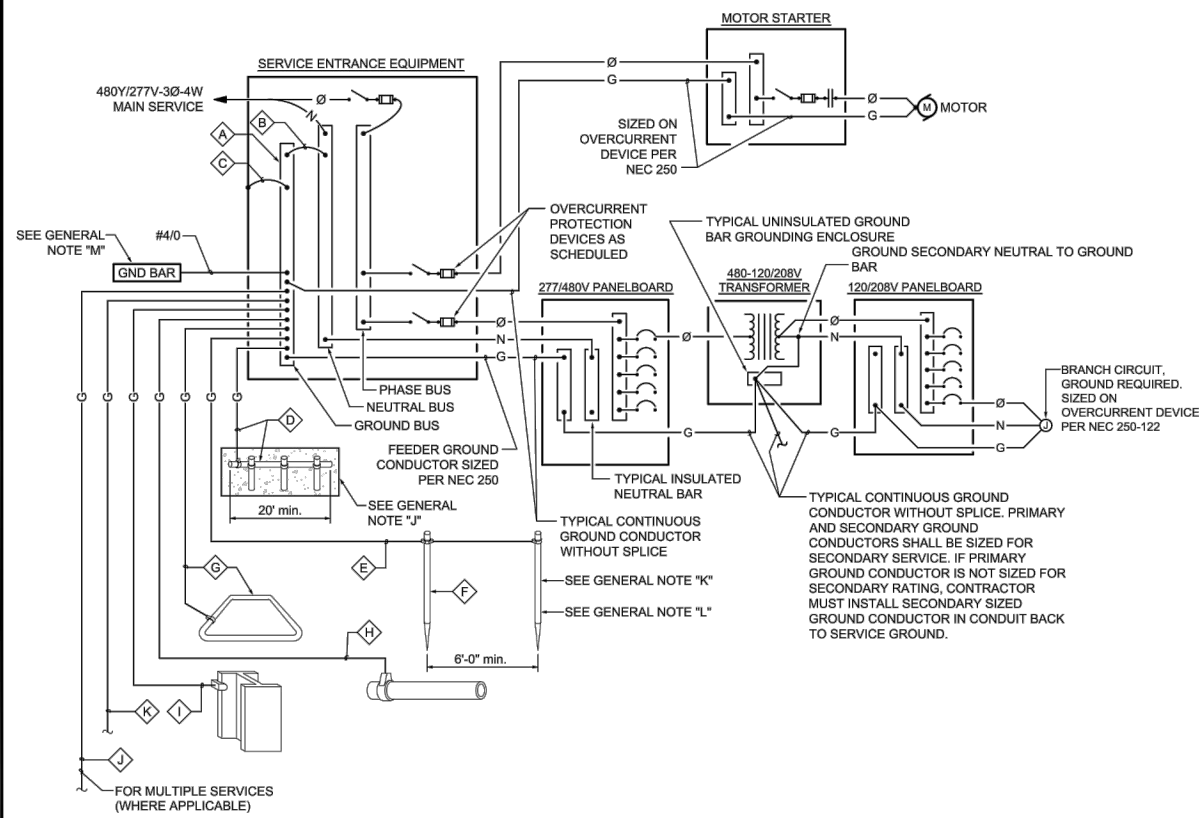 MOTOR STARTER
SERVICE ENTRANCE EQUIPMENT
480Y/277V-3Ø-4W
MAIN SERVICE
Ø
N
B
A
C
Ø
G
Ø
G
M
MOTOR
SIZED ON
OVERCURRENT
DEVICE PER
NEC 250
SEE GENERAL
NOTE "M"
#4/0
GND BAR
OVERCURRENT
PROTECTION
DEVICES AS
SCHEDULED
TYPICAL UNINSULATED GROUND
BAR GROUNDING ENCLOSURE
GROUND SECONDARY NEUTRAL TO GROUND
BAR
277/480V PANELBOARD
480-120/208V
TRANSFORMER
120/208V PANELBOARD
Ø
N
G
Ø
Ø
N
G
G
Ø
N
G
J
BRANCH CIRCUIT,
GROUND REQUIRED.
SIZED ON
OVERCURRENT DEVICE
PER NEC 250-122
PHASE BUS
NEUTRAL BUS
GROUND BUS
G
G
G
G
G
G
G
D
FEEDER GROUND
CONDUCTOR SIZED
PER NEC 250
TYPICAL INSULATED
NEUTRAL BAR
20' min.
SEE GENERAL
NOTE "J"
TYPICAL CONTINUOUS
GROUND CONDUCTOR
WITHOUT SPLICE
TYPICAL CONTINUOUS GROUND
CONDUCTOR WITHOUT SPLICE. PRIMARY
AND SECONDARY GROUND
CONDUCTORS SHALL BE SIZED FOR
SECONDARY SERVICE. IF PRIMARY
GROUND CONDUCTOR IS NOT SIZED FOR
SECONDARY RATING, CONTRACTOR
MUST INSTALL SECONDARY SIZED
GROUND CONDUCTOR IN CONDUIT BACK
TO SERVICE GROUND.
G
E
F
SEE GENERAL NOTE "K"
SEE GENERAL NOTE "L"
H
6'-0" min.
K
I
J
FOR MULTIPLE SERVICES
(WHERE APPLICABLE)